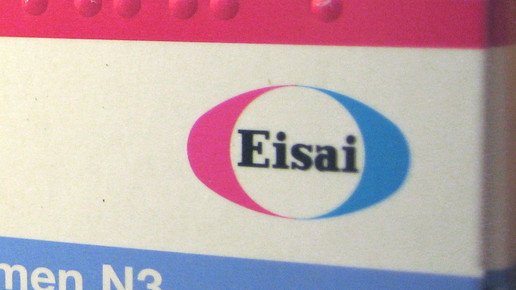 Eisai
men N3